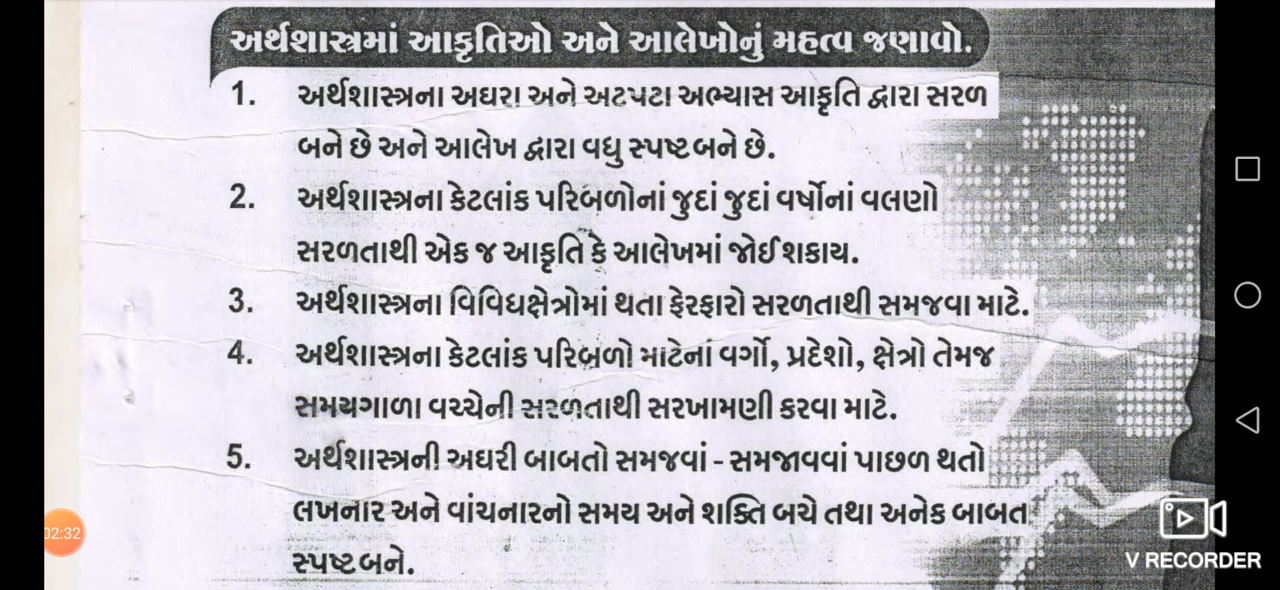 અર્થશાસ્ત્રમાં આકૃતિઓ અને આલેખોનું મહત્વ જણાવો.
1. અર્થશાસ્ત્રના અઘરા અને અટપટા અભ્યાસ આકૃતિ દ્વારા સરળ
બને છે અને આલેખ દ્વારા વધુ સ્પષ્ટ બને છે.
2. અર્થશાસ્ત્રના કેટલાંક પરિબળોનાં જુદાં જુદાં વર્ષોનાં વલણો
સરળતાથી એક જ આકૃતિ કે આલેખમાં જોઈ શકાય.
3. અર્થશાસ્ત્રના વિવિધક્ષેત્રોમાં થતા ફેરફારો સરળતાથી સમજવા માટે.
4. અર્થશાસ્ત્રના કેટલાંક પરિબળો માટેનાં વર્ગો, પ્રદેશો, ક્ષેત્રો તેમજ
સમયગાળા વચ્ચેની સરળતાથી સરખામણી કરવા માટે.
5. અર્થશાસ્ત્રની અઘરી બાબતો સમજવાં - સમજાવવાં પાછળ થતો
લખનાર અને વાંચનારનો સમય અને શક્તિ બચે તથા અનેક બાબત
સ્પષ્ટ બને.
02:32
V RECORDER